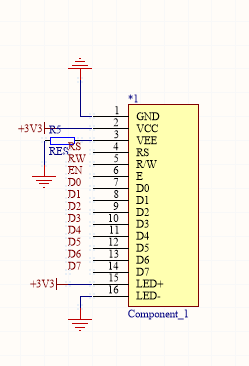 *1
1 GND
+3V3 R5 2 VCC
3 VEE
RES
RS 4 RS
RW 5 R/W
EN 6 E
D0 7 D0
D1 8 D1
D2 9 D2
D3 10 D3
D4 11 D4
D5 12 D5
D6 13 D6
D7 14 D7
+3V3 15 LED+
16 LED-
Component_1